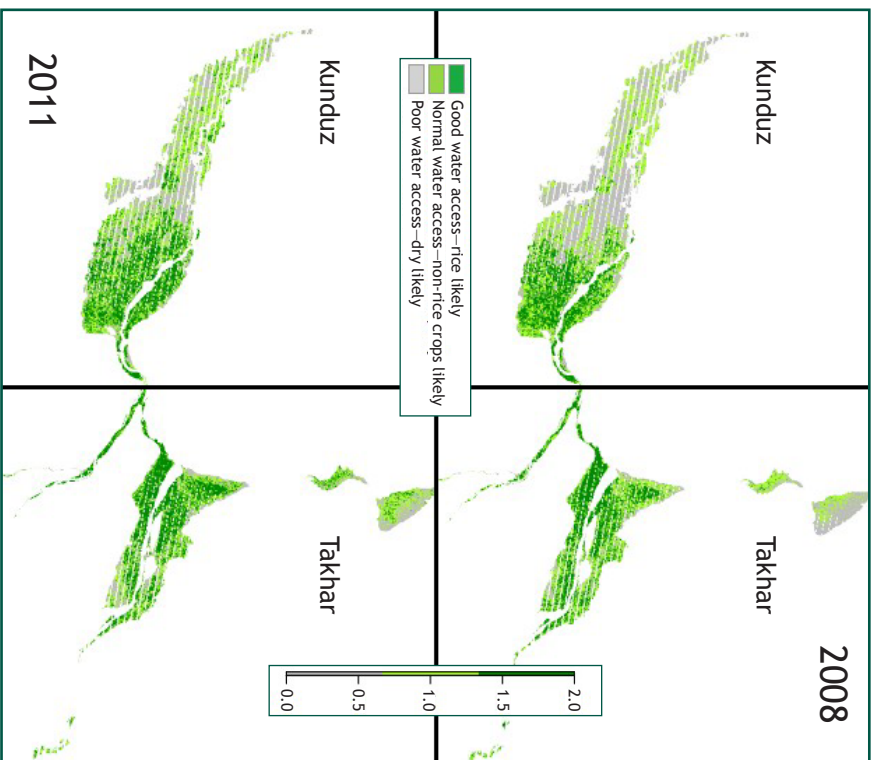 2008
Kunduz
Takhar
Good water access—rice likely
Normal water access—non-rice crops likely
Poor water access—dry likely
0.0 0.5 1.0 1.5 2.0
Kunduz
Takhar
2011